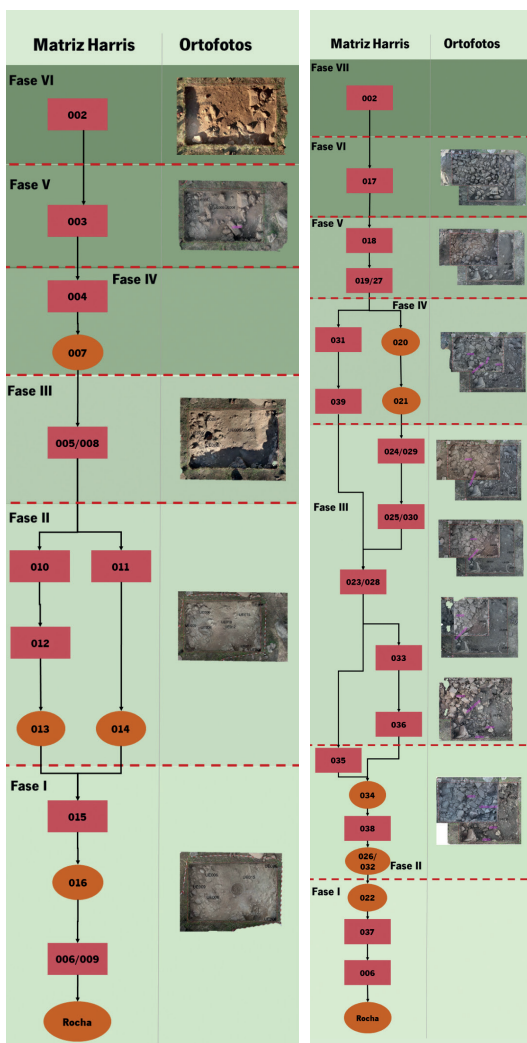 Matriz Harris
Ortofotos
Fase VI
002
Fase V
003
Fase IV
004
007
Fase III
005/008
Fase II
010
011
012
013
014
Fase I
015
016
006/009
Rocha
Matriz Harris
Ortofotos
Fase VII
002
Fase VI
017
Fase V
018
019/27
Fase IV
031
020
039
021
024/029
Fase III
025/030
023/028
033
036
035
034
038
026/
032
Fase II
Fase I
022
037
006
Rocha